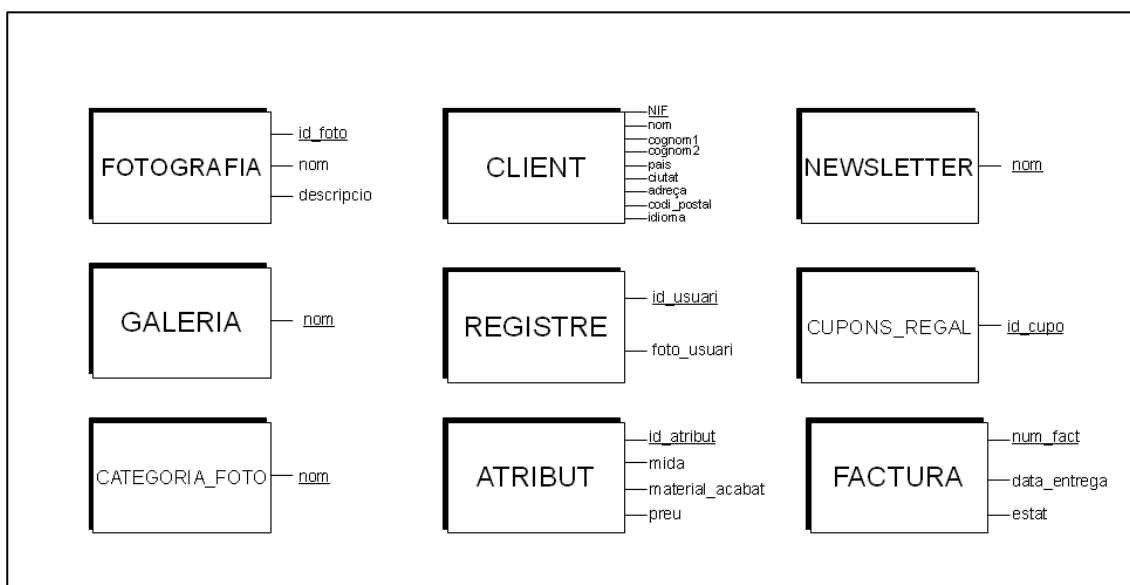 FOTOGRAFIA
id_foto
nom
descripcio
CLIENT
NIF
nom
cognom1
cognom2
pais
ciutat
adreça
codi_postal
idioma
NEWSLETTER
nom
GALERIA
nom
REGISTRE
id_usuari
foto_usuari
CUPONS_REGAL
id_cupo
CATEGORIA_FOTO
nom
ATRIBUT
id_atribut
mida
material_acabat
preu
FACTURA
num_fact
data_entrega
estat